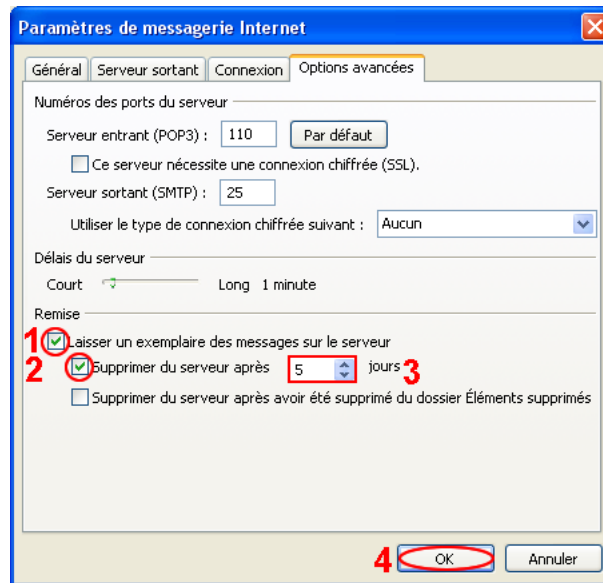 Paramètres de messagerie Internet
Général Serveur sortant Connexion Options avancées
Numéros des ports du serveur
Serveur entrant (POP3) : 110 Par défaut
Ce serveur nécessite une connexion chiffrée (SSL).
Serveur sortant (SMTP) : 25
Utiliser le type de connexion chiffrée suivant : Aucun
Délais du serveur
Court Long 1 minute
Remise
1 Laisser un exemplaire des messages sur le serveur
2 Supprimer du serveur après 5 jours 3
Supprimer du serveur après avoir été supprimé du dossier Éléments supprimés
4 OK Annuler